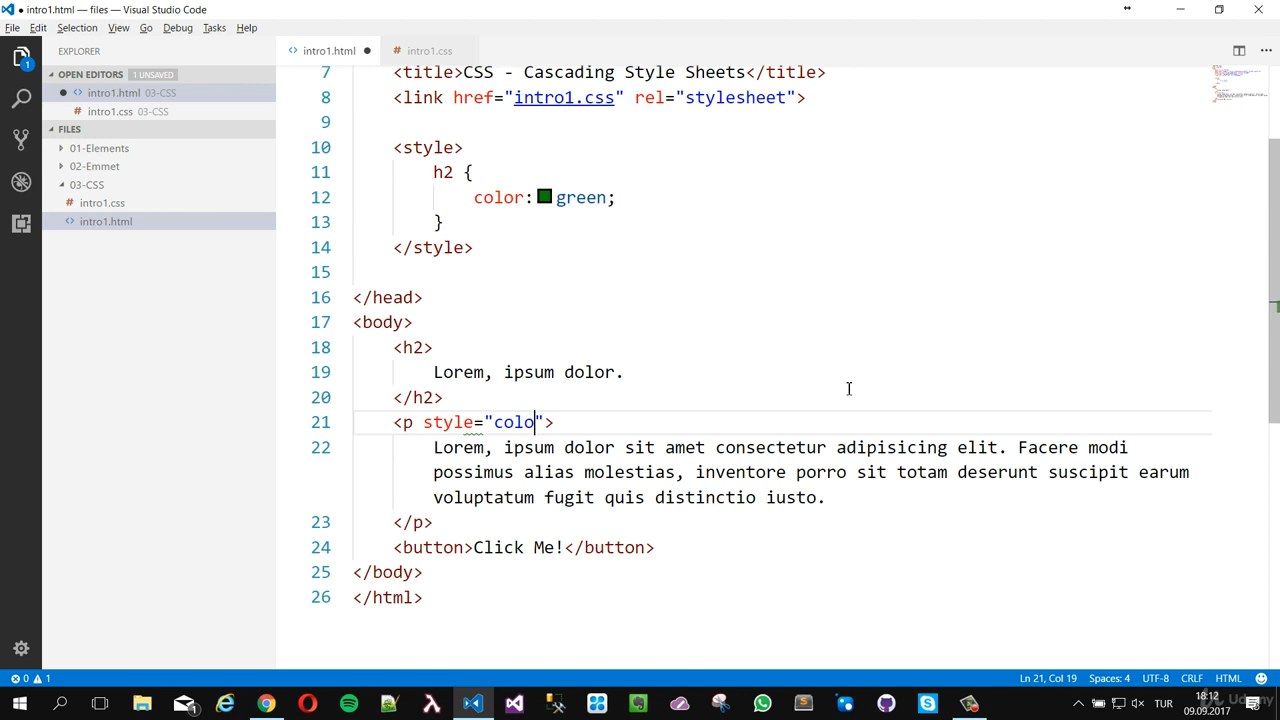 ● intro1.html — files — Visual Studio Code
File Edit Selection View Go Debug Tasks Help
EXPLORER
intro1.html ●
# intro1.css
OPEN EDITORS 1 UNSAVED
● <> intro1.html 03-CSS
# intro1.css 03-CSS
FILES
01-Elements
02-Emmet
03-CSS
# intro1.css
<> intro1.html
1
7 <title>CSS - Cascading Style Sheets</title>
8 <link href="intro1.css" rel="stylesheet">
9
10 <style>
11 h2 {
12 color: green;
13 }
14 </style>
15
16 </head>
17 <body>
18 <h2>
19 Lorem, ipsum dolor.
20 </h2>
21 <p style="colo">
22 Lorem, ipsum dolor sit amet consectetur adipisicing elit. Facere modi
possimus alias molestias, inventore porro sit totam deserunt suscipit earum
voluptatum fugit quis distinctio iusto.
23 </p>
24 <button>Click Me!</button>
25 </body>
26 </html>
0 1
Ln 21, Col 19 Spaces: 4 UTF-8 CRLF HTML
TUR
18:12
09.09.2017
Udemy